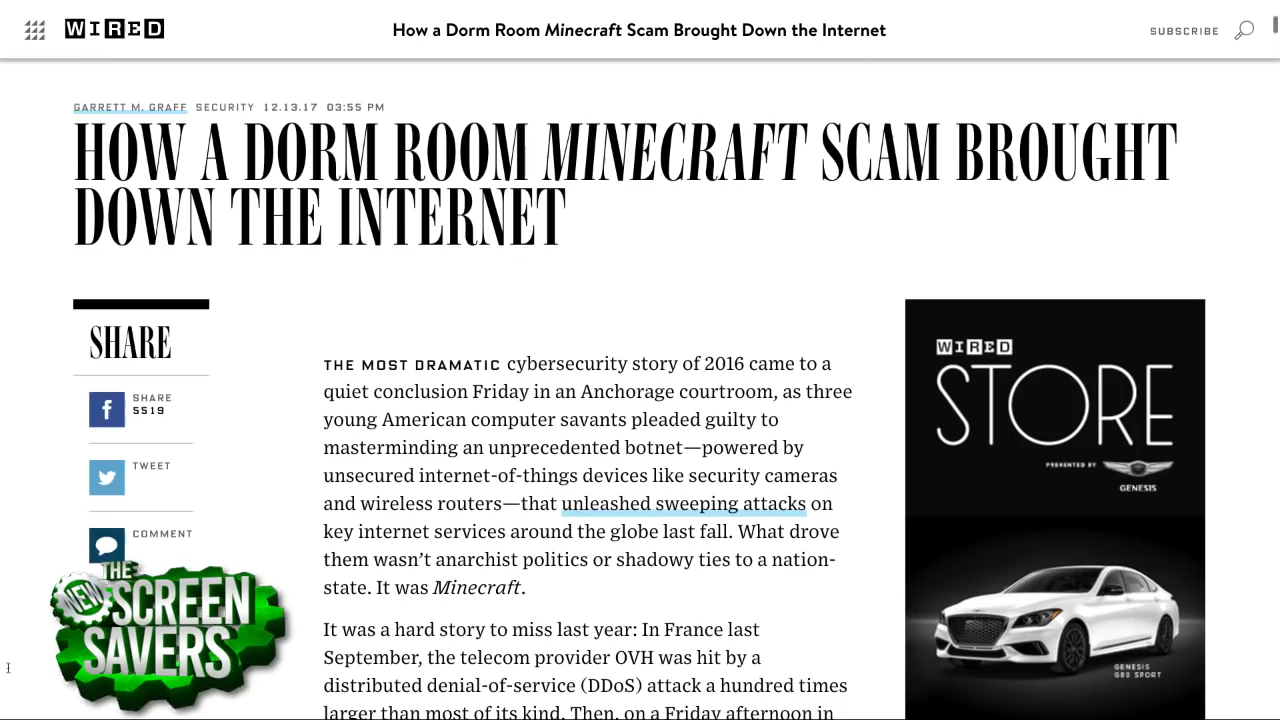 WIRED
How a Dorm Room Minecraft Scam Brought Down the Internet
SUBSCRIBE
GARRETT M. GRAFF SECURITY 12.13.17 03:55 PM
HOW A DORM ROOM MINECRAFT SCAM BROUGHT
DOWN THE INTERNET
SHARE
f
SHARE
5519
TWEET
COMMENT
THE NEW
SCREEN
SAVERS
THE MOST DRAMATIC cybersecurity story of 2016 came to a
quiet conclusion Friday in an Anchorage courtroom, as three
young American computer savants pleaded guilty to
masterminding an unprecedented botnet—powered by
unsecured internet-of-things devices like security cameras
and wireless routers—that unleashed sweeping attacks on
key internet services around the globe last fall. What drove
them wasn’t anarchist politics or shadowy ties to a nation-
state. It was Minecraft.
It was a hard story to miss last year: In France last
September, the telecom provider OVH was hit by a
distributed denial-of-service (DDoS) attack a hundred times
larger than most of its kind. Then, on a Friday afternoon in
WIRED
STORE
PRESENTED BY
GENESIS
GENESIS
G80 SPORT